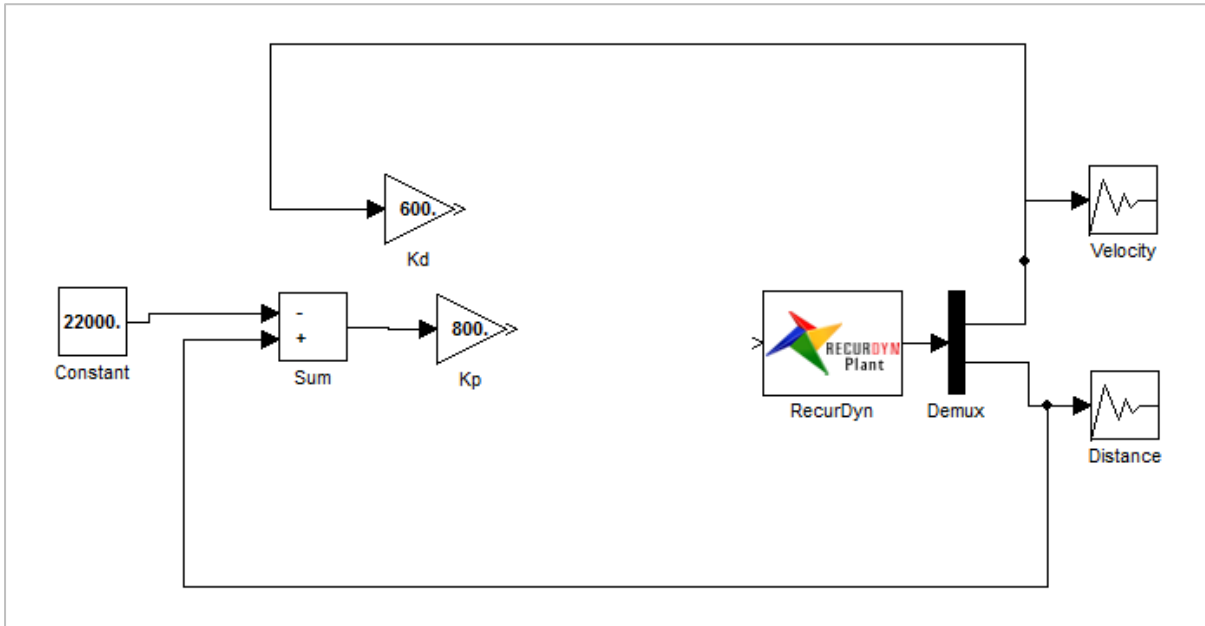 600.
Kd
Velocity
22000.
-
+
800.
RECURDYN
Plant
Constant
Sum
Kp
RecurDyn
Demux
Distance